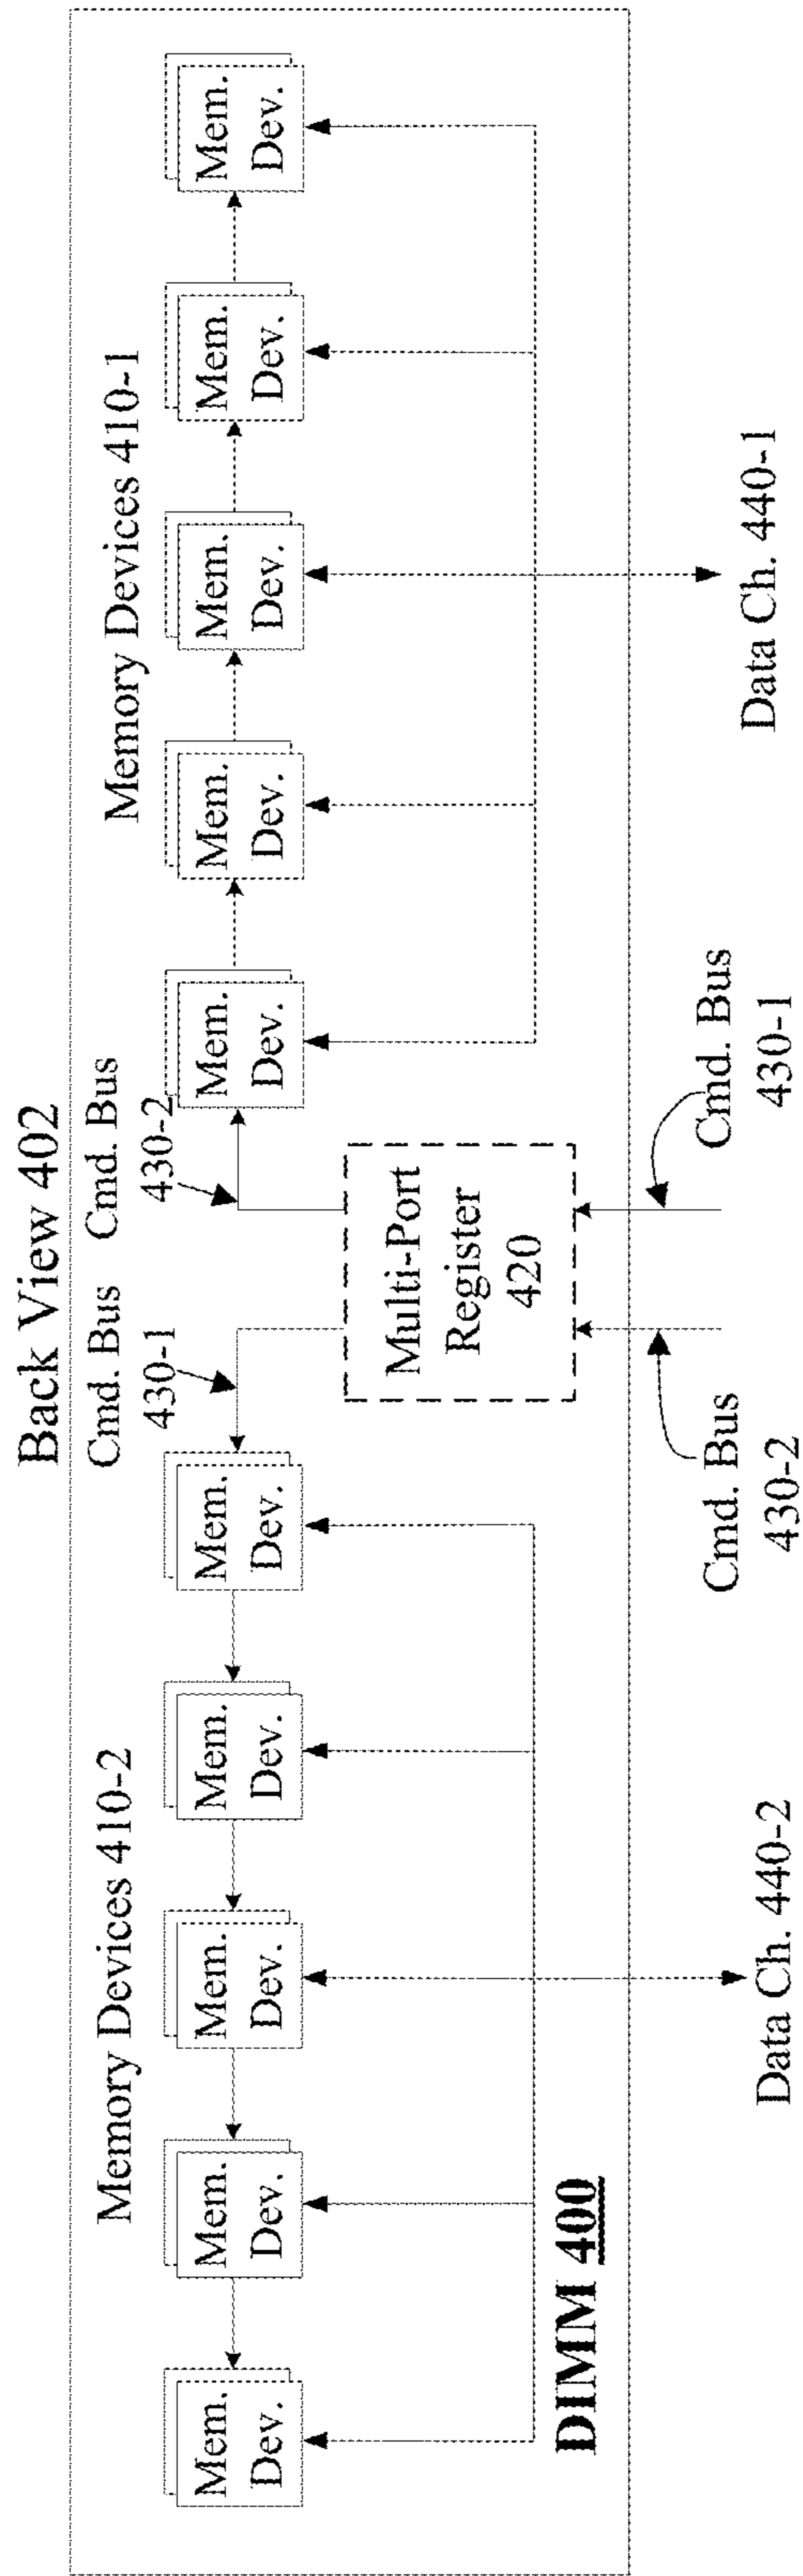 Back View 402
Memory Devices 410-2
Cmd. Bus
430-1
Cmd. Bus
430-2
Memory Devices 410-1
Mem.
Dev.
Mem.
Dev.
Mem.
Dev.
Mem.
Dev.
Mem.
Dev.
Mem.
Dev.
Mem.
Dev.
Mem.
Dev.
Mem.
Dev.
Mem.
Dev.
Multi-Port
Register
420
DIMM 400
Data Ch. 440-2
Cmd. Bus
430-2
Cmd. Bus
430-1
Data Ch. 440-1